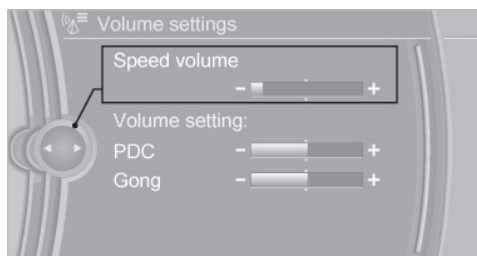 Volume settings
Speed volume
- +
Volume setting:
PDC - +
Gong - +